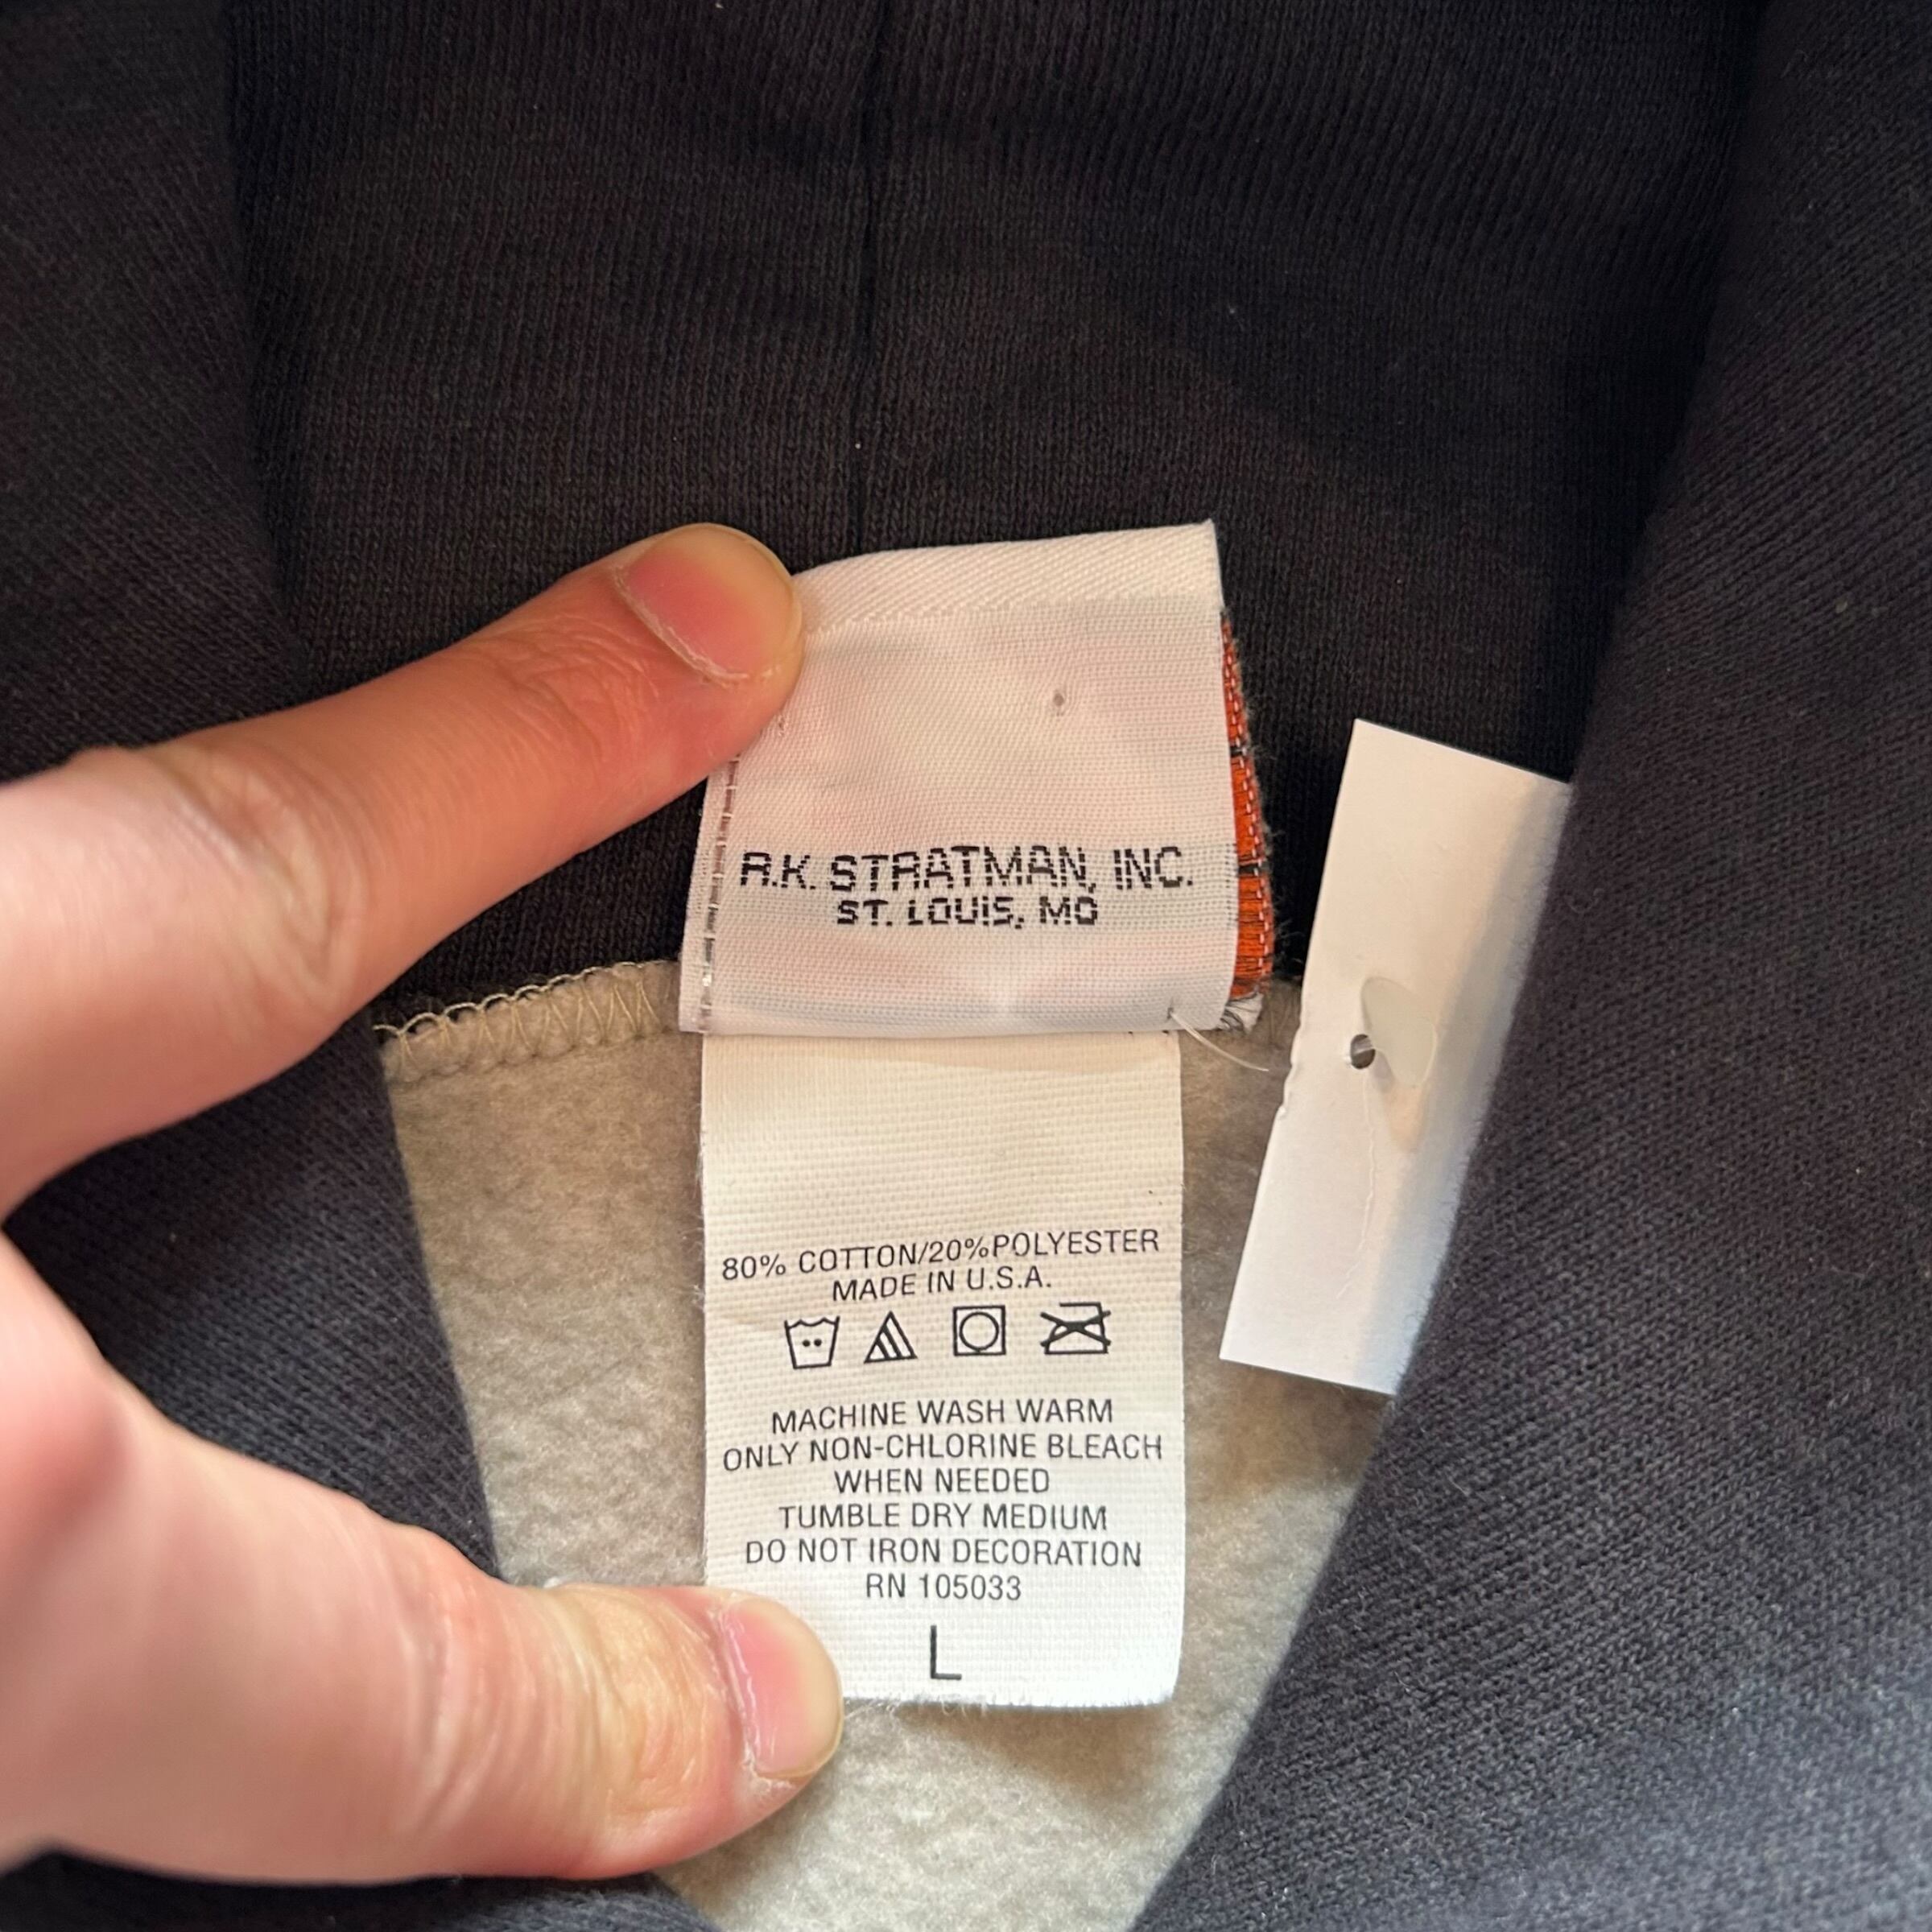 R.K. STRATMAN, INC.
ST. LOUIS, MO
80% COTTON/20%POLYESTER
MADE IN U.S.A.
MACHINE WASH WARM
ONLY NON-CHLORINE BLEACH
WHEN NEEDED
TUMBLE DRY MEDIUM
DO NOT IRON DECORATION
RN 105033
L